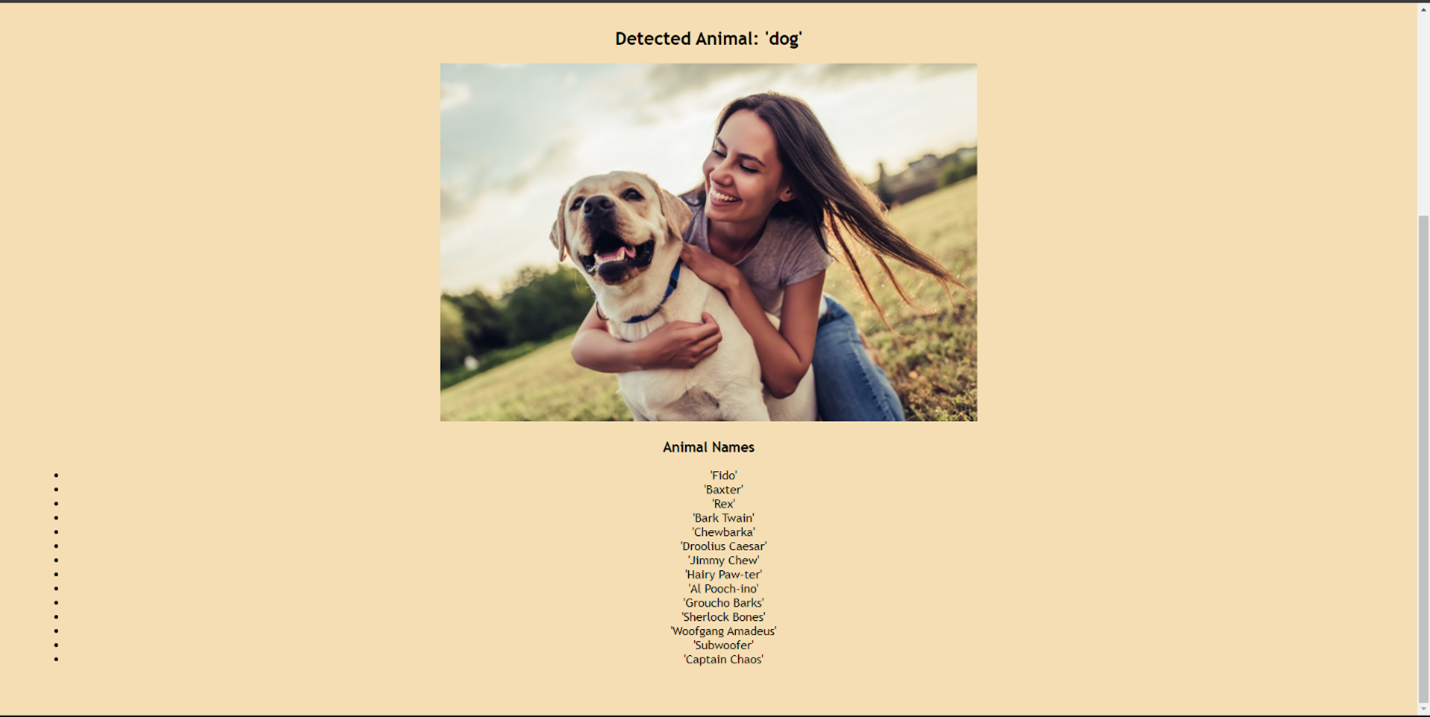 Detected Animal: 'dog'
Animal Names
• 'Fido'
• 'Baxter'
• 'Rex'
• 'Bark Twain'
• 'Chewbarka'
• 'Droolius Caesar'
• 'Jimmy Chew'
• 'Hairy Paw-ter'
• 'Al Pooch-ino'
• 'Groucho Barks'
• 'Sherlock Bones'
• 'Woofgang Amadeus'
• 'Subwoofer'
• 'Captain Chaos'